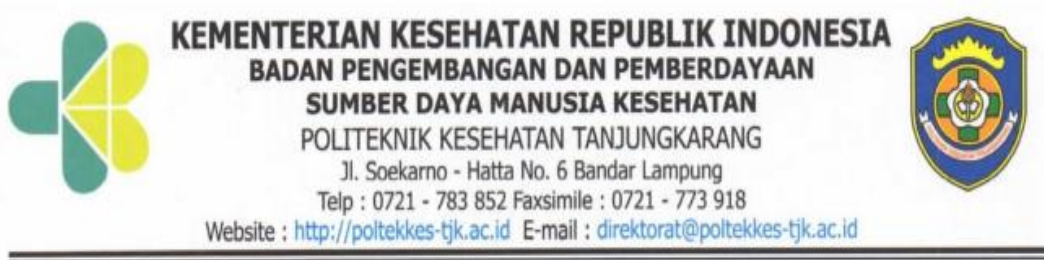 KEMENTERIAN KESEHATAN REPUBLIK INDONESIA
BADAN PENGEMBANGAN DAN PEMBERDAYAAN
SUMBER DAYA MANUSIA KESEHATAN
POLITEKNIK KESEHATAN TANJUNGKARANG
Jl. Soekarno - Hatta No. 6 Bandar Lampung
Telp : 0721 - 783 852 Faxsimile : 0721 - 773 918
Website : http://poltekkes-tjk.ac.id E-mail : direktorat@poltekkes-tjk.ac.id